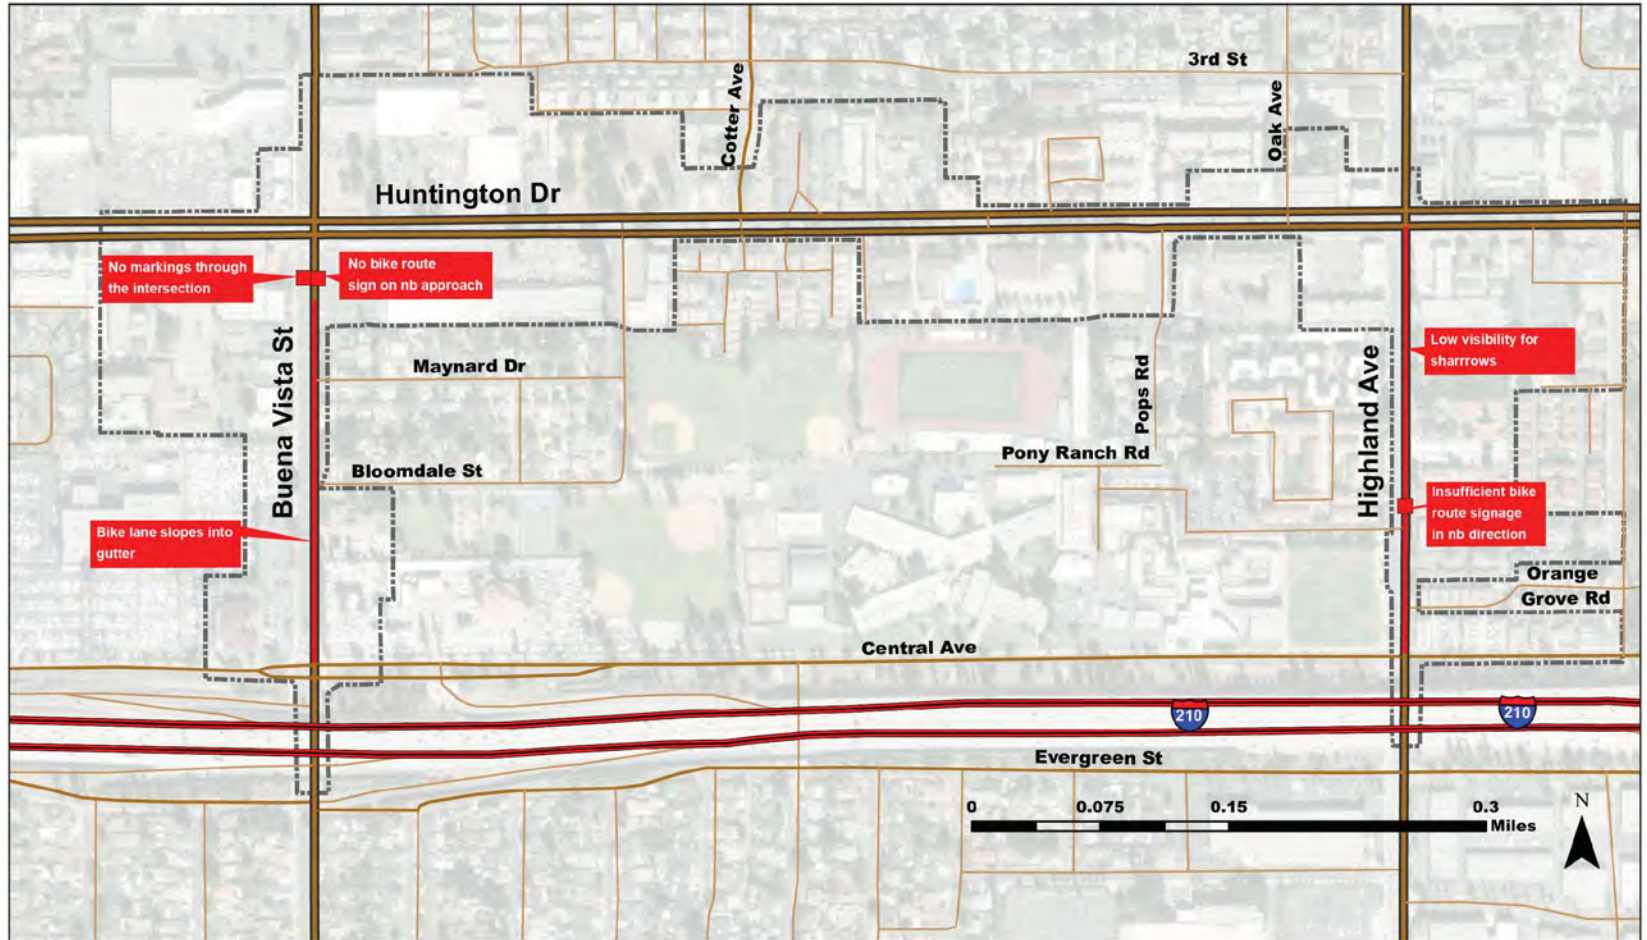 3rd St
Cotter Ave
Oak Ave
Huntington Dr
No markings through
the intersection
No bike route
sign on nb approach
Buena Vista St
Maynard Dr
Bloomdale St
Bike lane slopes into
gutter
Pops Rd
Pony Ranch Rd
Highland Ave
Low visibility for
sharrrows
Insufficient bike
route signage
in nb direction
Orange
Grove Rd
Central Ave
210
210
Evergreen St
0 0.075 0.15 0.3
Miles
N